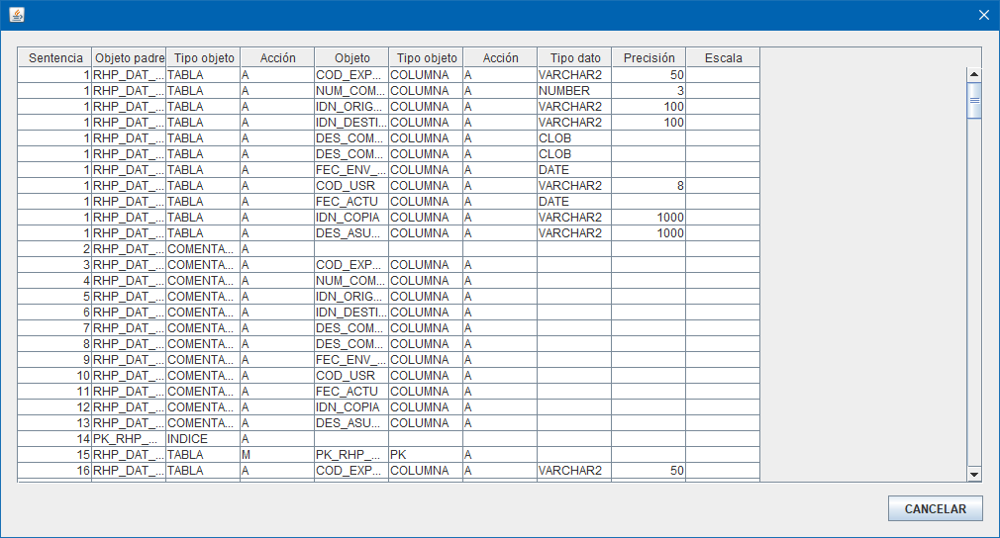 Sentencia Objeto padre Tipo objeto Acción Objeto Tipo objeto Acción Tipo dato Precisión Escala
1 RHP_DAT_... TABLA A COD_EXP... COLUMNA A VARCHAR2 50
1 RHP_DAT_... TABLA A NUM_COM... COLUMNA A NUMBER 3
1 RHP_DAT_... TABLA A IDN_ORIG... COLUMNA A VARCHAR2 100
1 RHP_DAT_... TABLA A IDN_DESTI... COLUMNA A VARCHAR2 100
1 RHP_DAT_... TABLA A DES_COM... COLUMNA A CLOB
1 RHP_DAT_... TABLA A DES_COM... COLUMNA A CLOB
1 RHP_DAT_... TABLA A FEC_ENV_... COLUMNA A DATE
1 RHP_DAT_... TABLA A COD_USR COLUMNA A VARCHAR2 8
1 RHP_DAT_... TABLA A FEC_ACTU COLUMNA A DATE
1 RHP_DAT_... TABLA A IDN_COPIA COLUMNA A VARCHAR2 1000
1 RHP_DAT_... TABLA A DES_ASU... COLUMNA A VARCHAR2 1000
2 RHP_DAT_... COMENTA... A
3 RHP_DAT_... COMENTA... A COD_EXP... COLUMNA A
4 RHP_DAT_... COMENTA... A NUM_COM... COLUMNA A
5 RHP_DAT_... COMENTA... A IDN_ORIG... COLUMNA A
6 RHP_DAT_... COMENTA... A IDN_DESTI... COLUMNA A
7 RHP_DAT_... COMENTA... A DES_COM... COLUMNA A
8 RHP_DAT_... COMENTA... A DES_COM... COLUMNA A
9 RHP_DAT_... COMENTA... A FEC_ENV_... COLUMNA A
10 RHP_DAT_... COMENTA... A COD_USR COLUMNA A
11 RHP_DAT_... COMENTA... A FEC_ACTU COLUMNA A
12 RHP_DAT_... COMENTA... A IDN_COPIA COLUMNA A
13 RHP_DAT_... COMENTA... A DES_ASU... COLUMNA A
14 PK_RHP_... INDICE A
15 RHP_DAT_... TABLA M PK_RHP_... PK A
16 RHP_DAT_... TABLA A COD_EXP... COLUMNA A VARCHAR2 50
CANCELAR